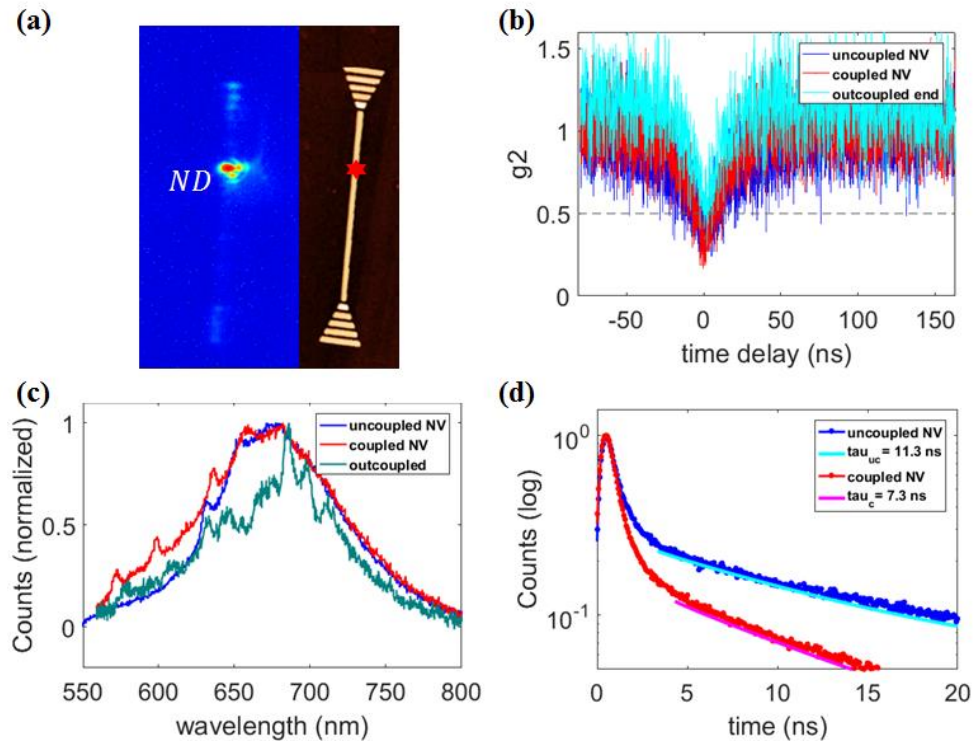 (a)
ND
(b)
1.5
1
0.5
0
g2
-50
0
50
100
150
time delay (ns)
uncoupled NV
coupled NV
outcoupled end
(c)
1
0.5
0
Counts (normalized)
550
600
650
700
750
800
wavelength (nm)
uncoupled NV
coupled NV
outcoupled
(d)
10^0
10^-1
Counts (log)
0
5
10
15
20
time (ns)
uncoupled NV
tau_uc = 11.3 ns
coupled NV
tau_c = 7.3 ns